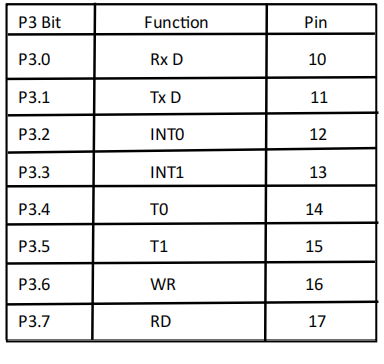 P3 Bit Function Pin
P3.0 Rx D 10
P3.1 Tx D 11
P3.2 INT0 12
P3.3 INT1 13
P3.4 T0 14
P3.5 T1 15
P3.6 WR 16
P3.7 RD 17